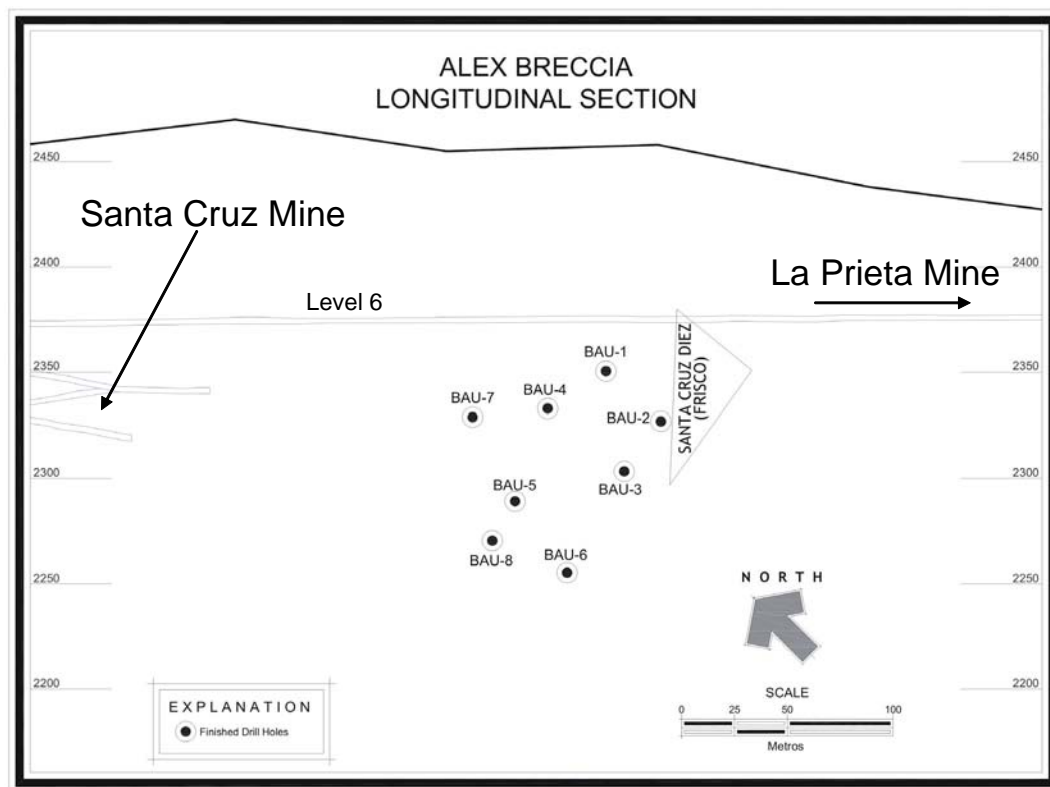 ALEX BRECCIA
LONGITUDINAL SECTION
2450
2450
Santa Cruz Mine
2400
2400
La Prieta Mine
Level 6
2350
2350
BAU-1
BAU-4
BAU-7
BAU-2
SANTA CRUZ DIEZ
(FRISCO)
BAU-3
2300
2300
BAU-5
BAU-8
BAU-6
2250
2250
NORTH
2200
2200
EXPLANATION
Finished Drill Holes
SCALE
0 25 50 100
Metros